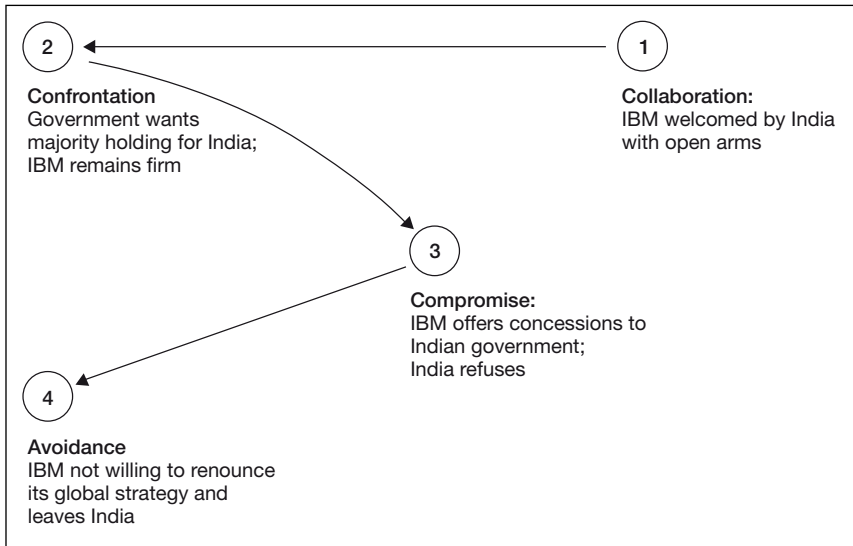 2
Confrontation
Government wants
majority holding for India;
IBM remains firm
1
Collaboration:
IBM welcomed by India
with open arms
3
Compromise:
IBM offers concessions to
Indian government;
India refuses
4
Avoidance
IBM not willing to renounce
its global strategy and
leaves India